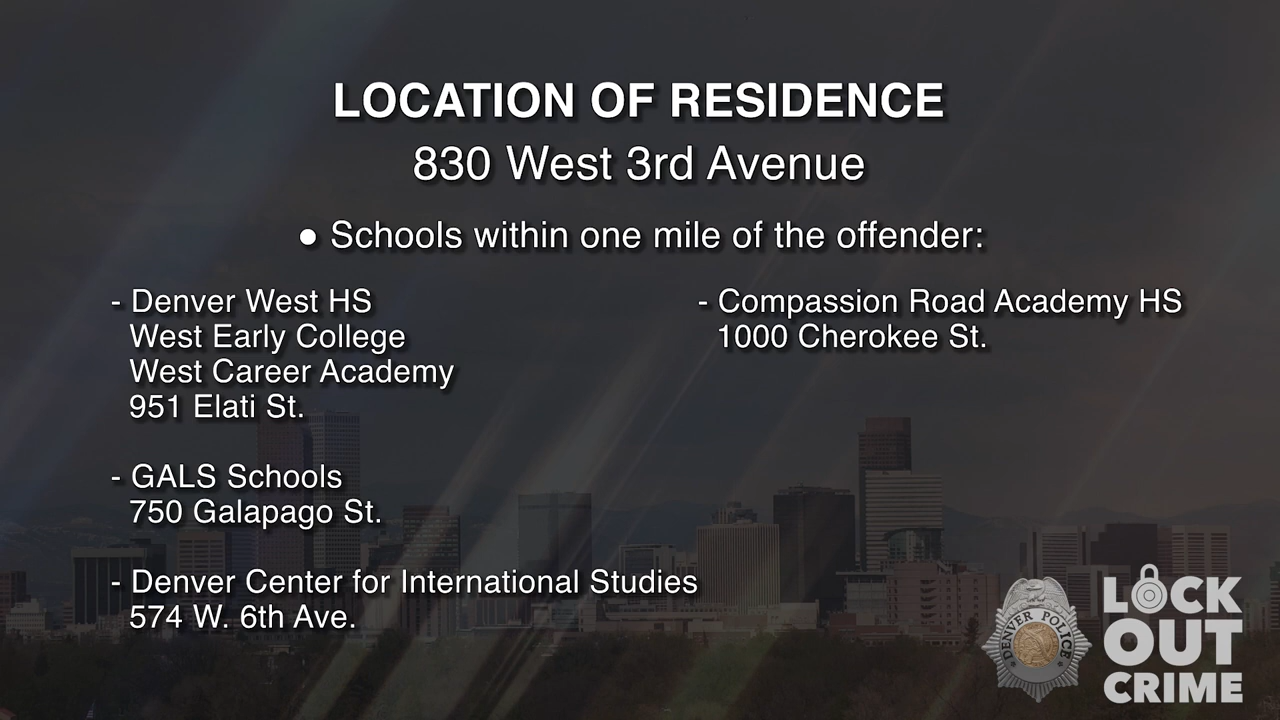 LOCATION OF RESIDENCE
830 West 3rd Avenue
● Schools within one mile of the offender:
- Denver West HS
West Early College
West Career Academy
951 Elati St.
- GALS Schools
750 Galapago St.
- Denver Center for International Studies
574 W. 6th Ave.
- Compassion Road Academy HS
1000 Cherokee St.
DENVER POLICE
LOCK
OUT
CRIME